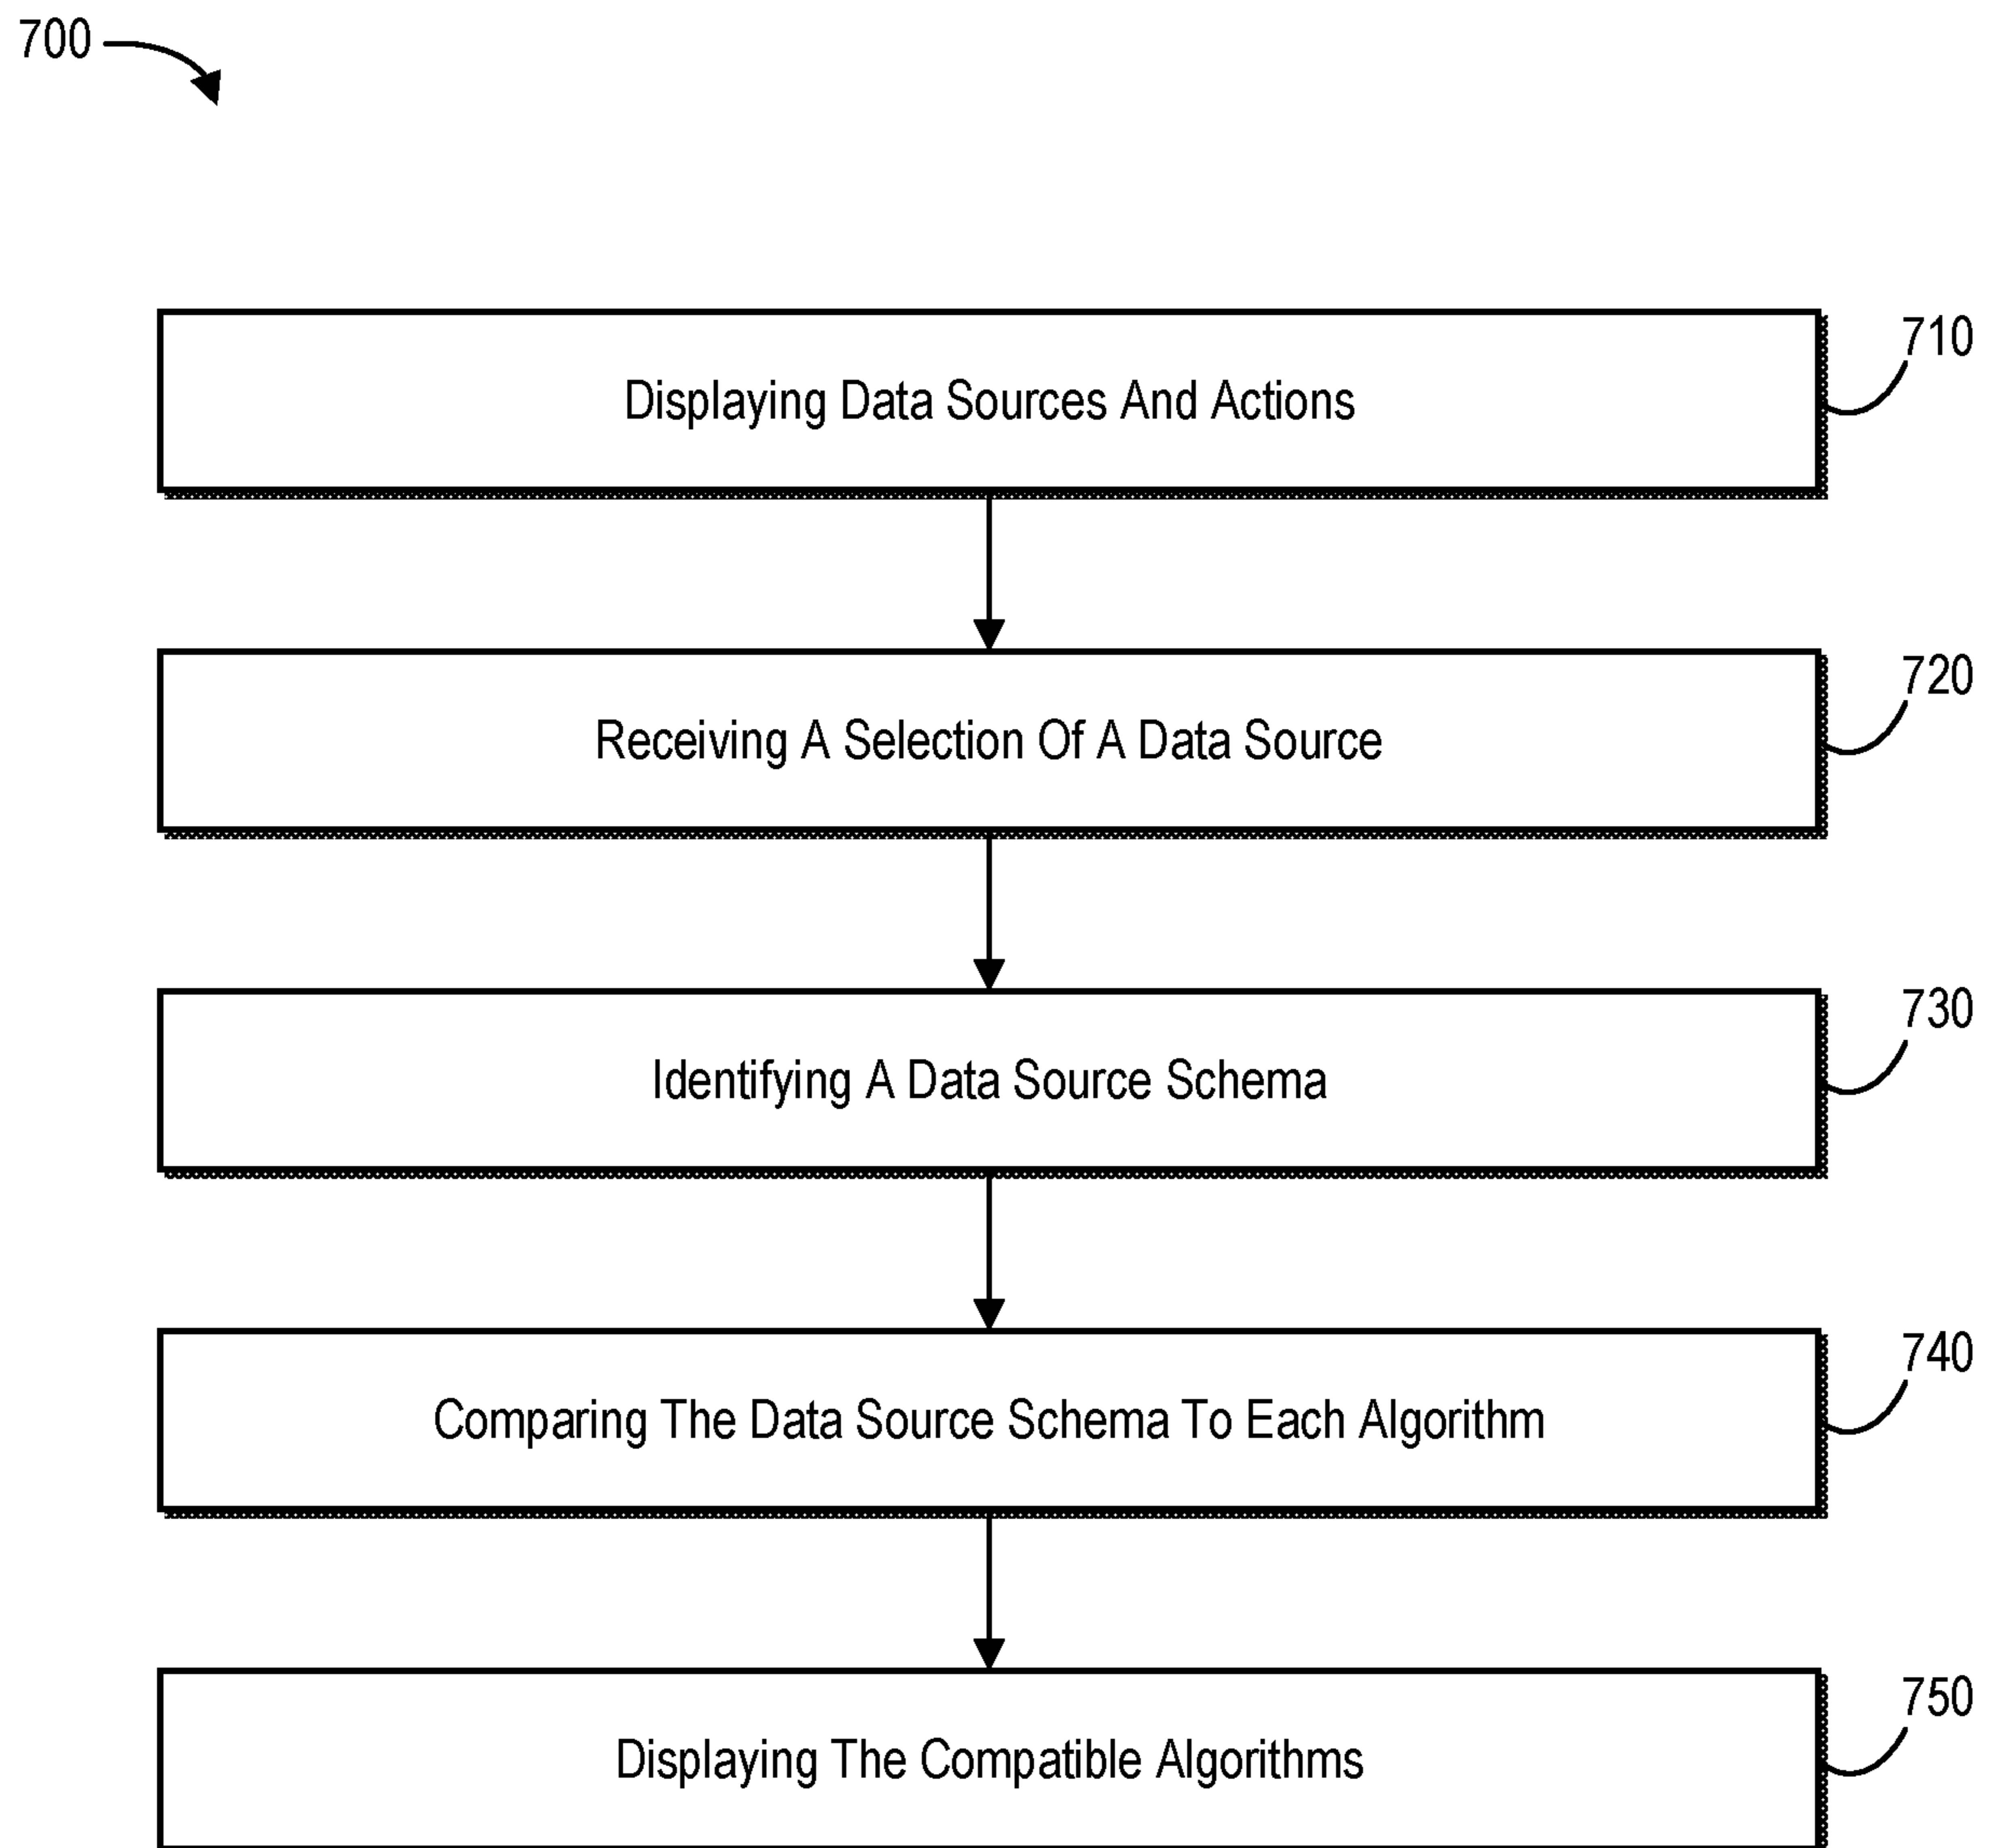 700
Displaying Data Sources And Actions
710
Receiving A Selection Of A Data Source
720
Identifying A Data Source Schema
730
Comparing The Data Source Schema To Each Algorithm
740
Displaying The Compatible Algorithms
750